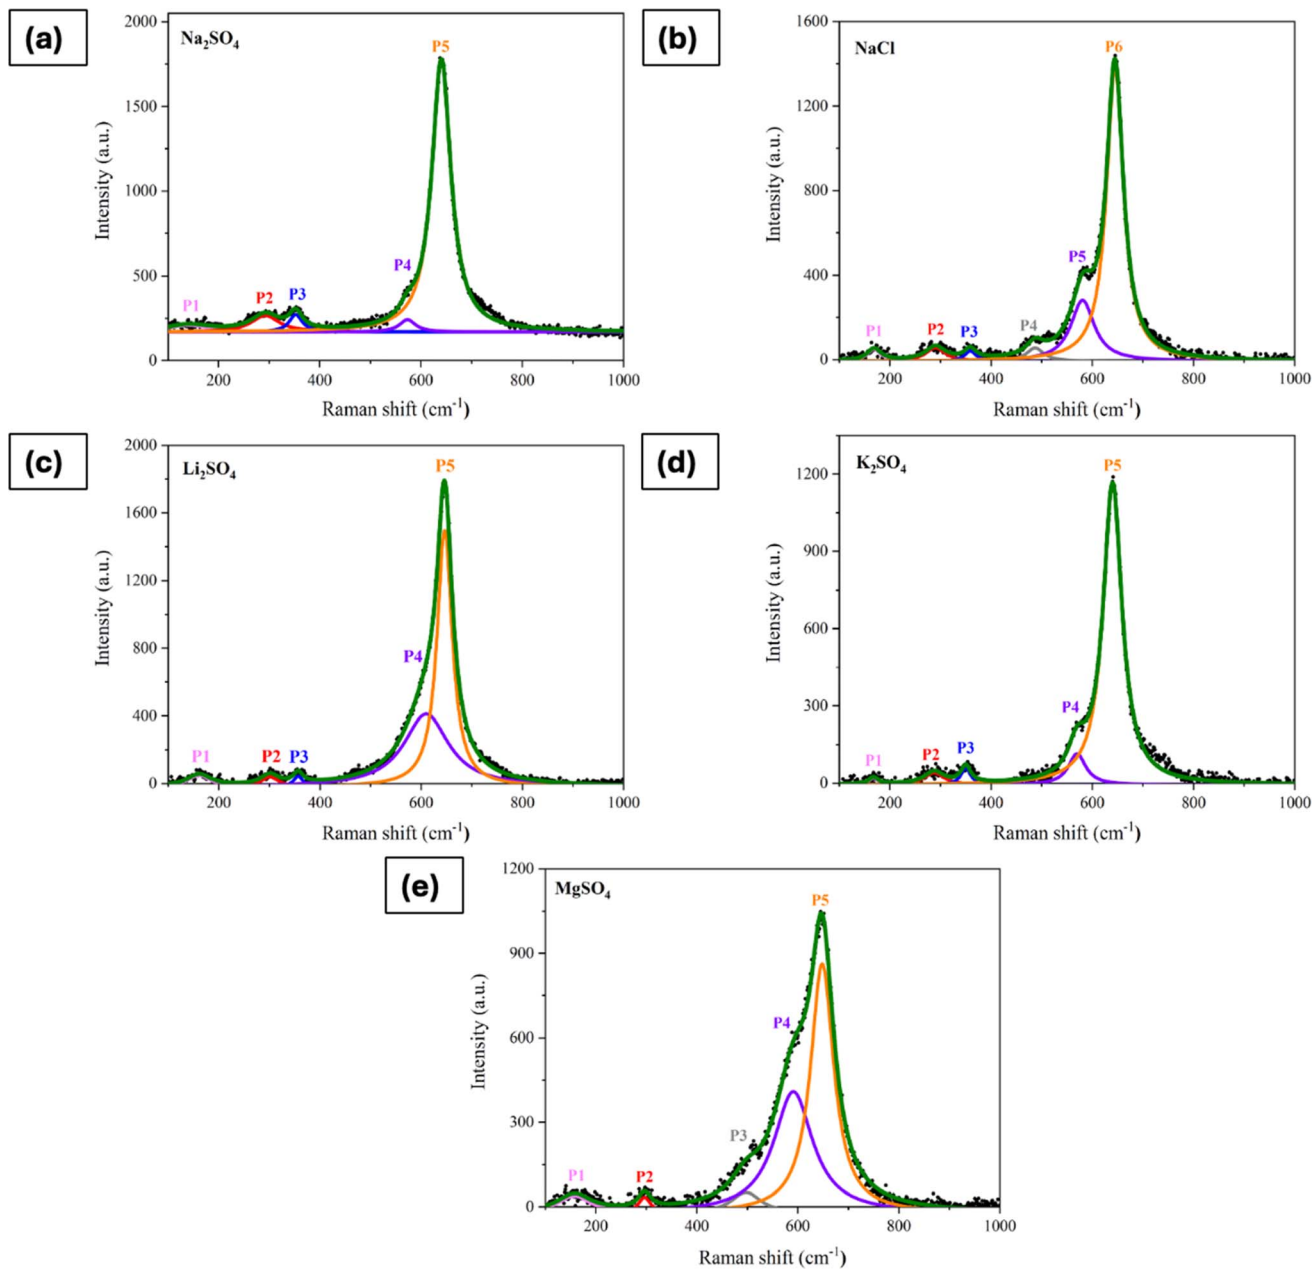 (a)
Na₂SO₄
2000
1500
1000
500
0
Intensity (a.u.)
P1
P2
P3
P4
P5
200
400
600
800
1000
Raman shift (cm⁻¹)
(b)
NaCl
1600
1200
800
400
0
Intensity (a.u.)
P1
P2
P3
P4
P5
P6
200
400
600
800
1000
Raman shift (cm⁻¹)
(c)
Li₂SO₄
2000
1600
1200
800
400
0
Intensity (a.u.)
P1
P2
P3
P4
P5
200
400
600
800
1000
Raman shift (cm⁻¹)
(d)
K₂SO₄
1200
900
600
300
0
Intensity (a.u.)
P1
P2
P3
P4
P5
200
400
600
800
1000
Raman shift (cm⁻¹)
(e)
MgSO₄
1200
900
600
300
0
Intensity (a.u.)
P1
P2
P3
P4
P5
200
400
600
800
1000
Raman shift (cm⁻¹)